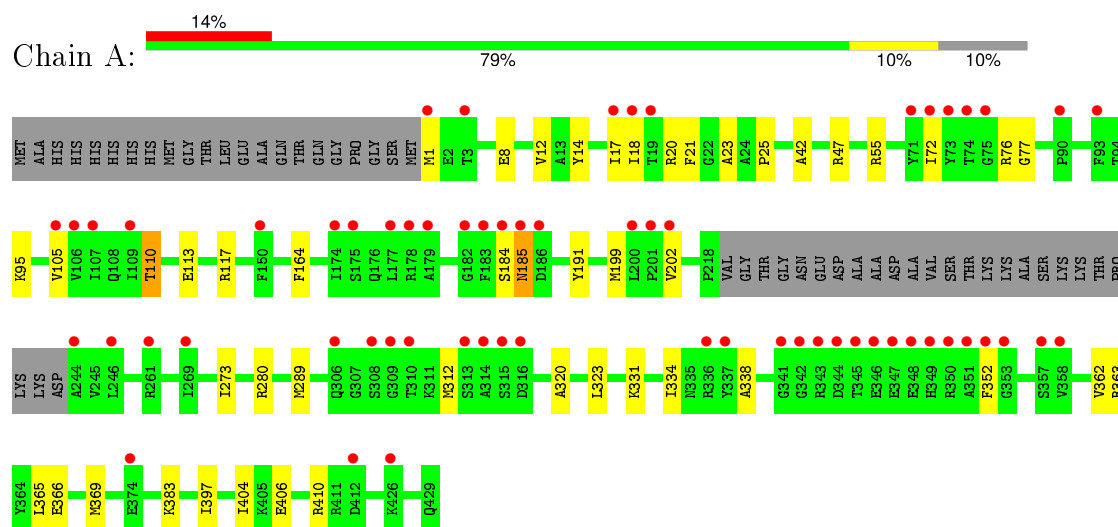 Chain A:
14%
79%
10%
10%
MET ALA HIS HIS HIS HIS HIS HIS MET GLY THR LEU GLU ALA GLN THR GLN GLY PRO GLY SER MET M1 E2 T3 E8 V12 A13 Y14 I17 I18 T19 R20 F21 G22 A23 A24 P25 A42 R47 R55 Y71 I72 Y73 T74 G75 R76 G77 P90 F93 T94
K95 V105 V106 I107 Q108 I109 T110 E113 R117 F150 F164 I174 S175 Q176 L177 R178 A179 G182 F183 S184 N185 D186 Y191 M199 L200 P201 V202 P218 VAL GLY THR GLY ASN GLU ASP ALA ALA ASP ALA VAL SER THR LYS LYS ALA SER LYS LYS THR PRO
LYS LYS ASP A244 V245 L246 R261 I269 I273 R280 M289 Q306 G307 S308 G309 T310 K311 M312 S313 A314 S315 D316 A320 L323 K331 I334 N335 R336 Y337 A338 G341 G342 R343 D344 T345 E346 E347 E348 H349 R350 A351 F352 G353 S357 V358 V362 R363
Y364 L365 E366 M369 E374 K383 I397 I404 K405 E406 R410 R411 D412 K426 Q429